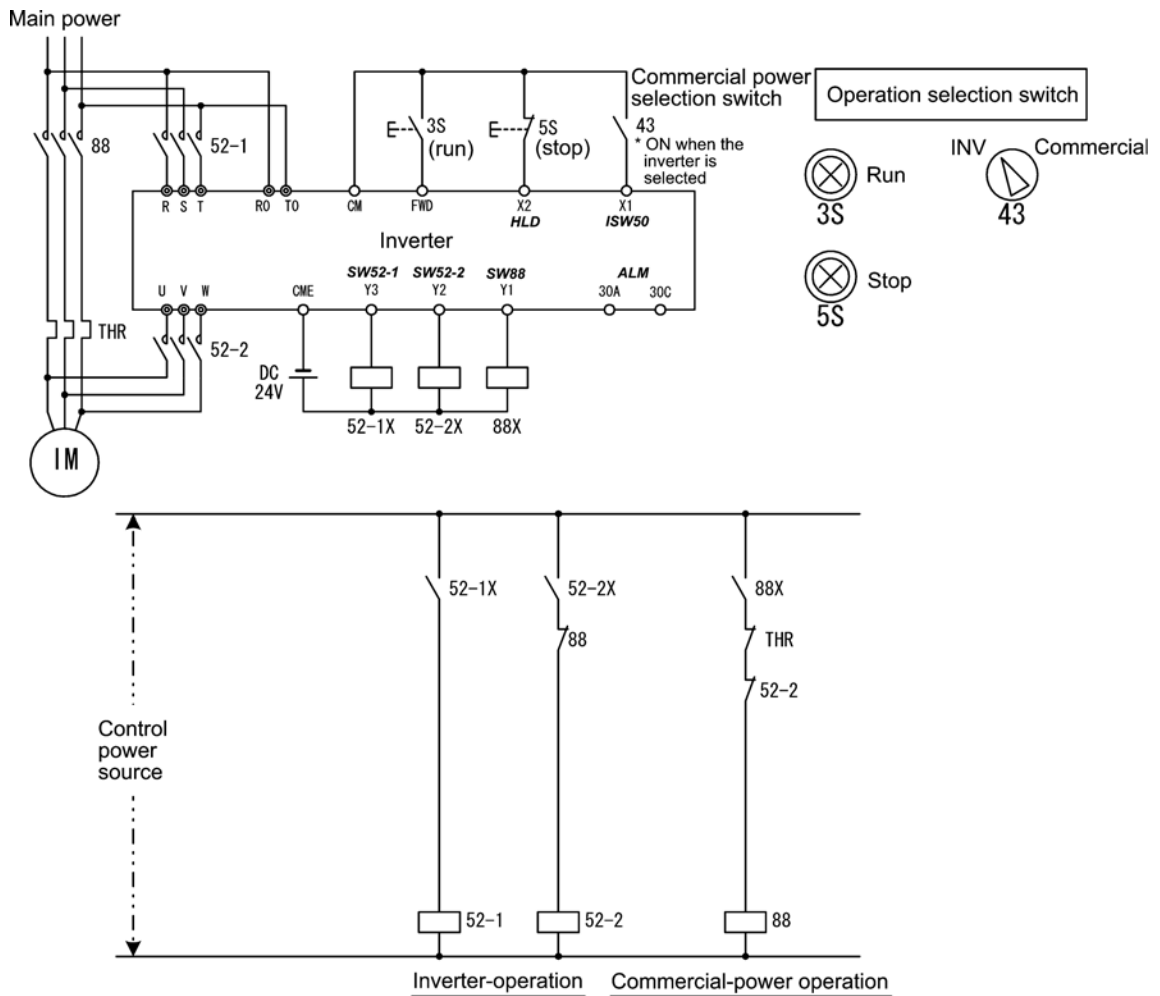 Main power
Commercial power
selection switch
Operation selection switch
88
52-1
3S
(run)
5S
(stop)
43
* ON when the
inverter is
selected
INV
Commercial
Run
3S
43
Stop
5S
R S T R0 T0 CM FWD X2 X1
HLD ISW50
Inverter
SW52-1 SW52-2 SW88 ALM
U V W CME Y3 Y2 Y1 30A 30C
THR
52-2
DC
24V
52-1X 52-2X 88X
IM
52-1X
52-2X
88X
88
THR
52-2
Control
power
source
52-1
52-2
88
Inverter-operation
Commercial-power operation